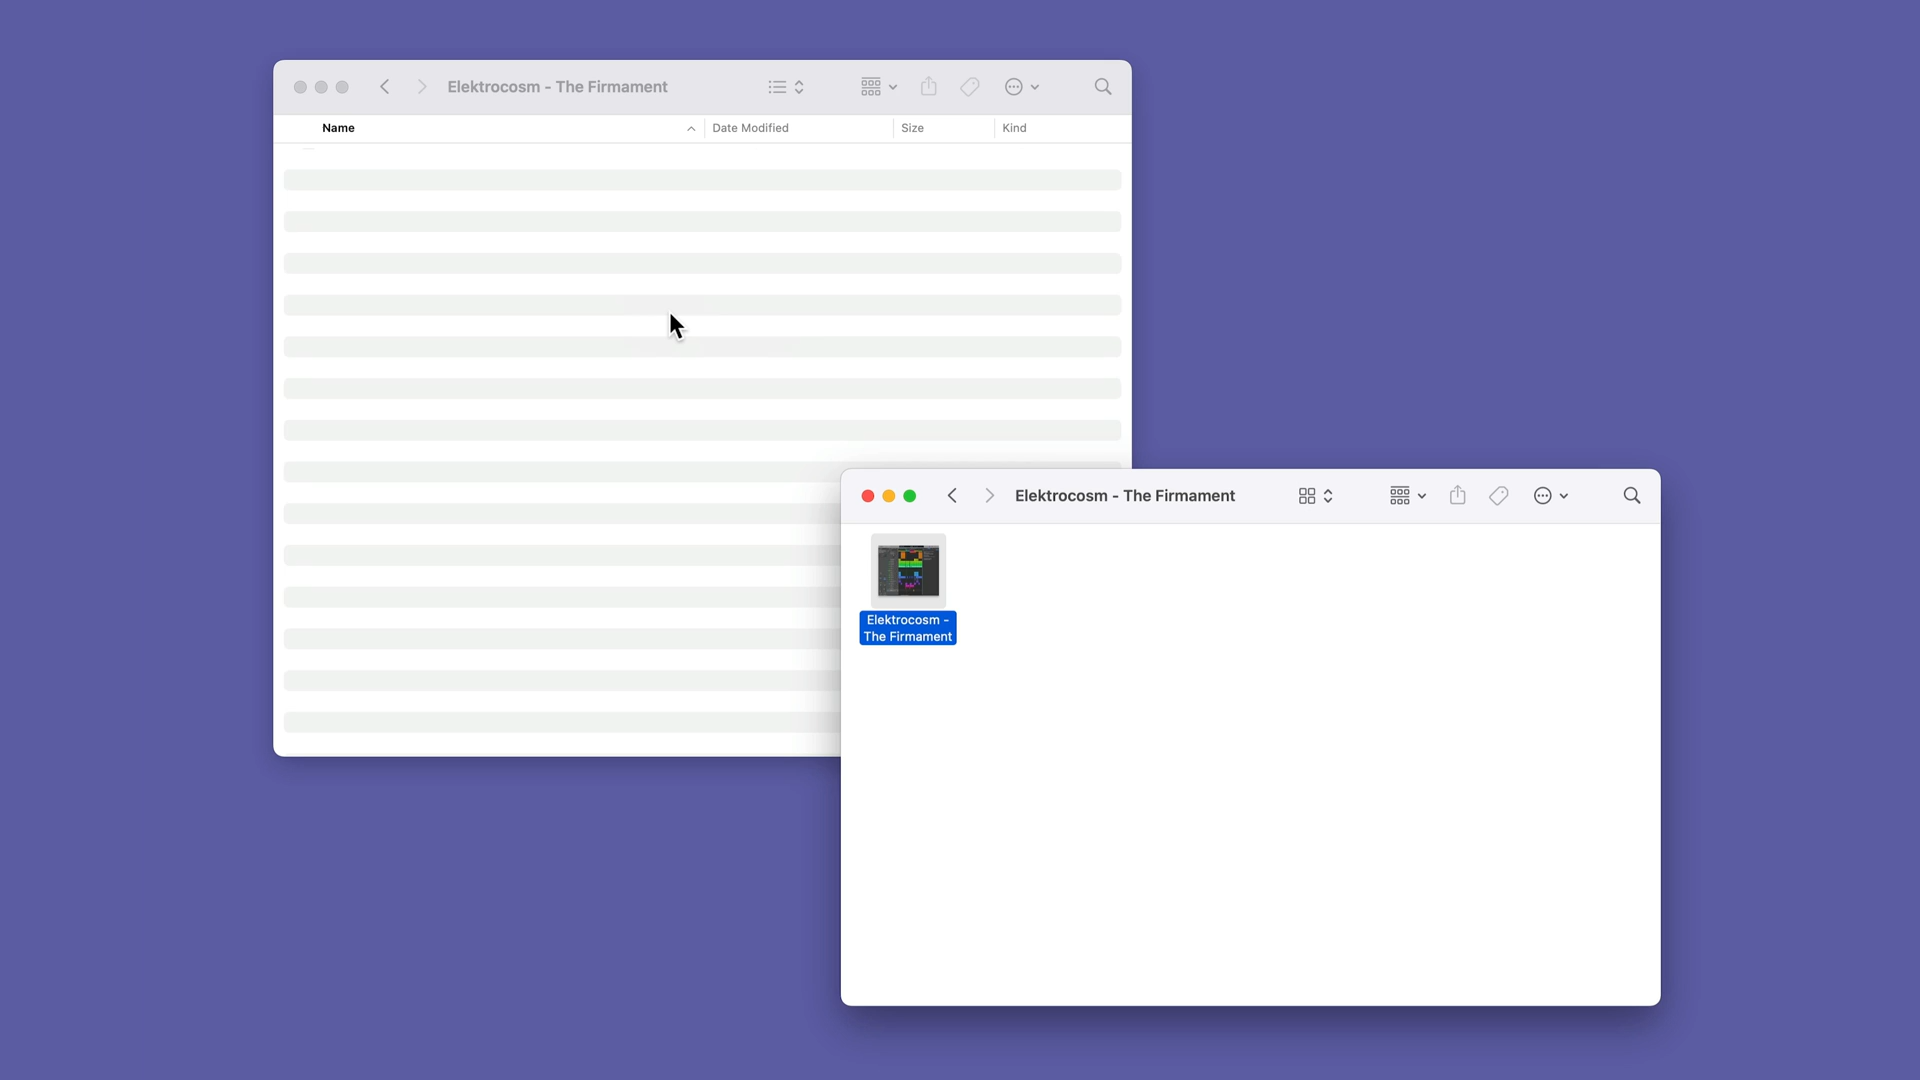 Elektrocosm - The Firmament
Name Date Modified Size Kind
Elektrocosm - The Firmament
Elektrocosm -
The Firmament